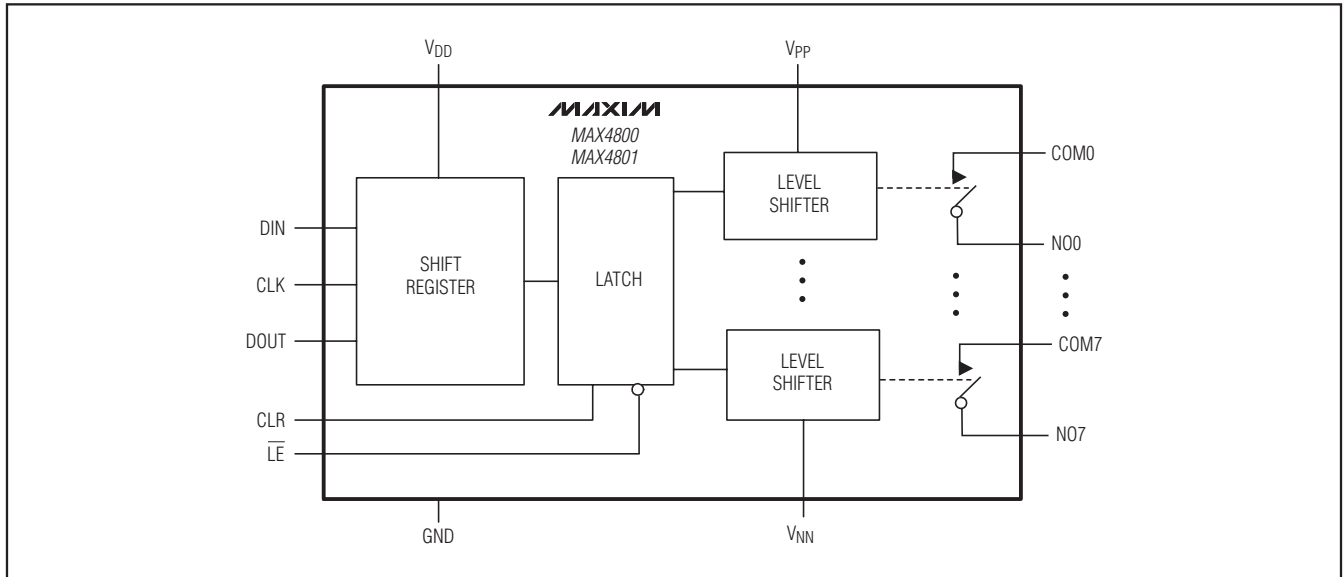 VDD
VPP
MAXIM
MAX4800
MAX4801
DIN
CLK
DOUT
CLR
LE
SHIFT
REGISTER
LATCH
LEVEL
SHIFTER
LEVEL
SHIFTER
COM0
NO0
COM7
NO7
GND
VNN